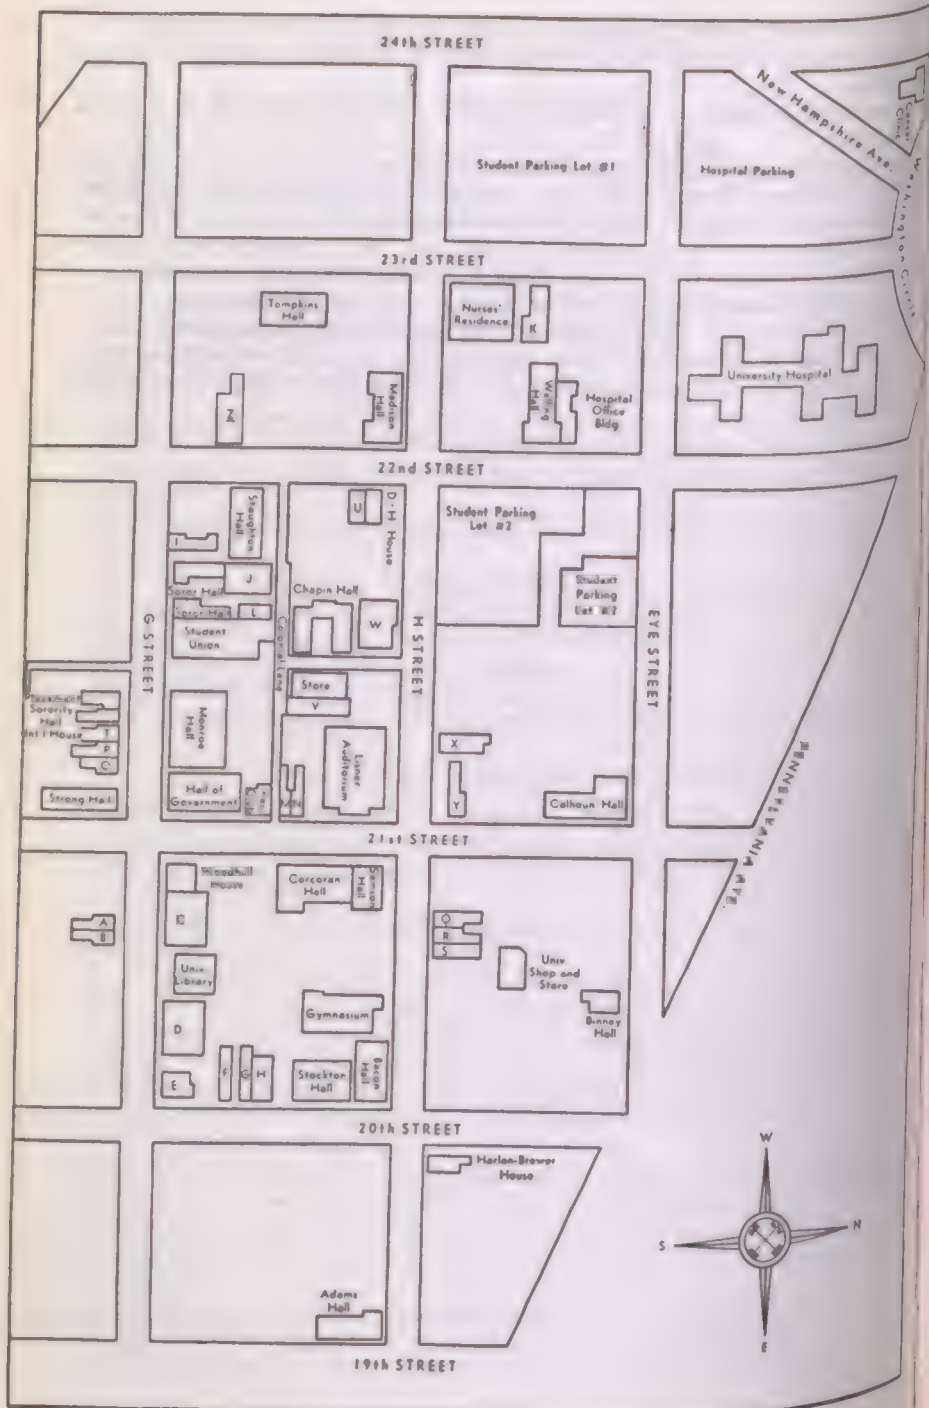 24th STREET
New Hampshire Ave.
Cancer
Clinic
Washington Circle
Student Parking Lot #1
Hospital Parking
23rd STREET
Tompkins
Hall
Nurses'
Residence
K
University Hospital
Z
Madison
Hall
Welling
Hall
Hospital
Office
Bldg
22nd STREET
Staughton
Hall
I
U
D-H House
Student Parking
Lot #2
J
Soror Hall
Chapin Hall
Student
Parking
Lot #2
Soror Hall
L
W
Student
Union
Colonial Lane
G STREET
H STREET
EYE STREET
Store
V
Sorority
Hall
Int'l House
T
P
O
Monroe
Hall
Lisner
Auditorium
X
Strong Hall
Hall of
Government
M
N
Y
Calhoun Hall
PENNSYLVANIA AVE.
21st STREET
Woodhull
House
Corcoran
Hall
Samson
Hall
A
B
C
Q
R
S
Univ.
Library
Univ
Shop and
Store
Gymnasium
Binney
Hall
D
E
F
G
H
Stockton
Hall
Bacon
Hall
20th STREET
Harlan-Brewer
House
W
N
S
E
Adams
Hall
19th STREET